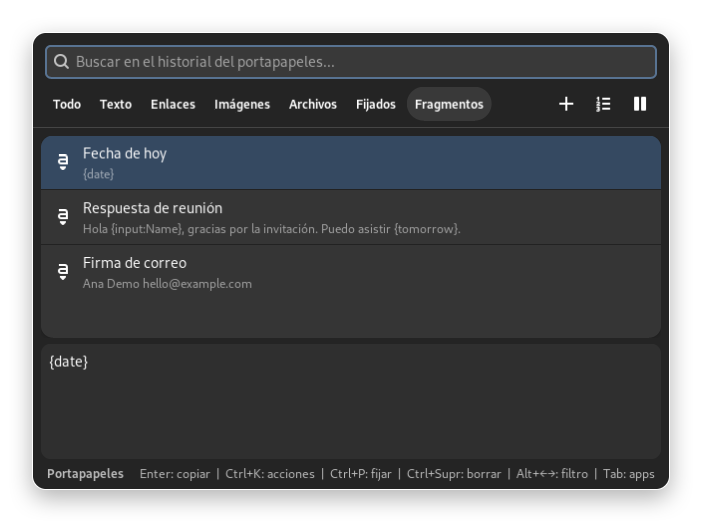 Buscar en el historial del portapapeles...
Todo Texto Enlaces Imágenes Archivos Fijados Fragmentos
Fecha de hoy
{date}
Respuesta de reunión
Hola {input:Name}, gracias por la invitación. Puedo asistir {tomorrow}.
Firma de correo
Ana Demo hello@example.com
{date}
Portapapeles Enter: copiar | Ctrl+K: acciones | Ctrl+P: fijar | Ctrl+Supr: borrar | Alt+←→: filtro | Tab: apps